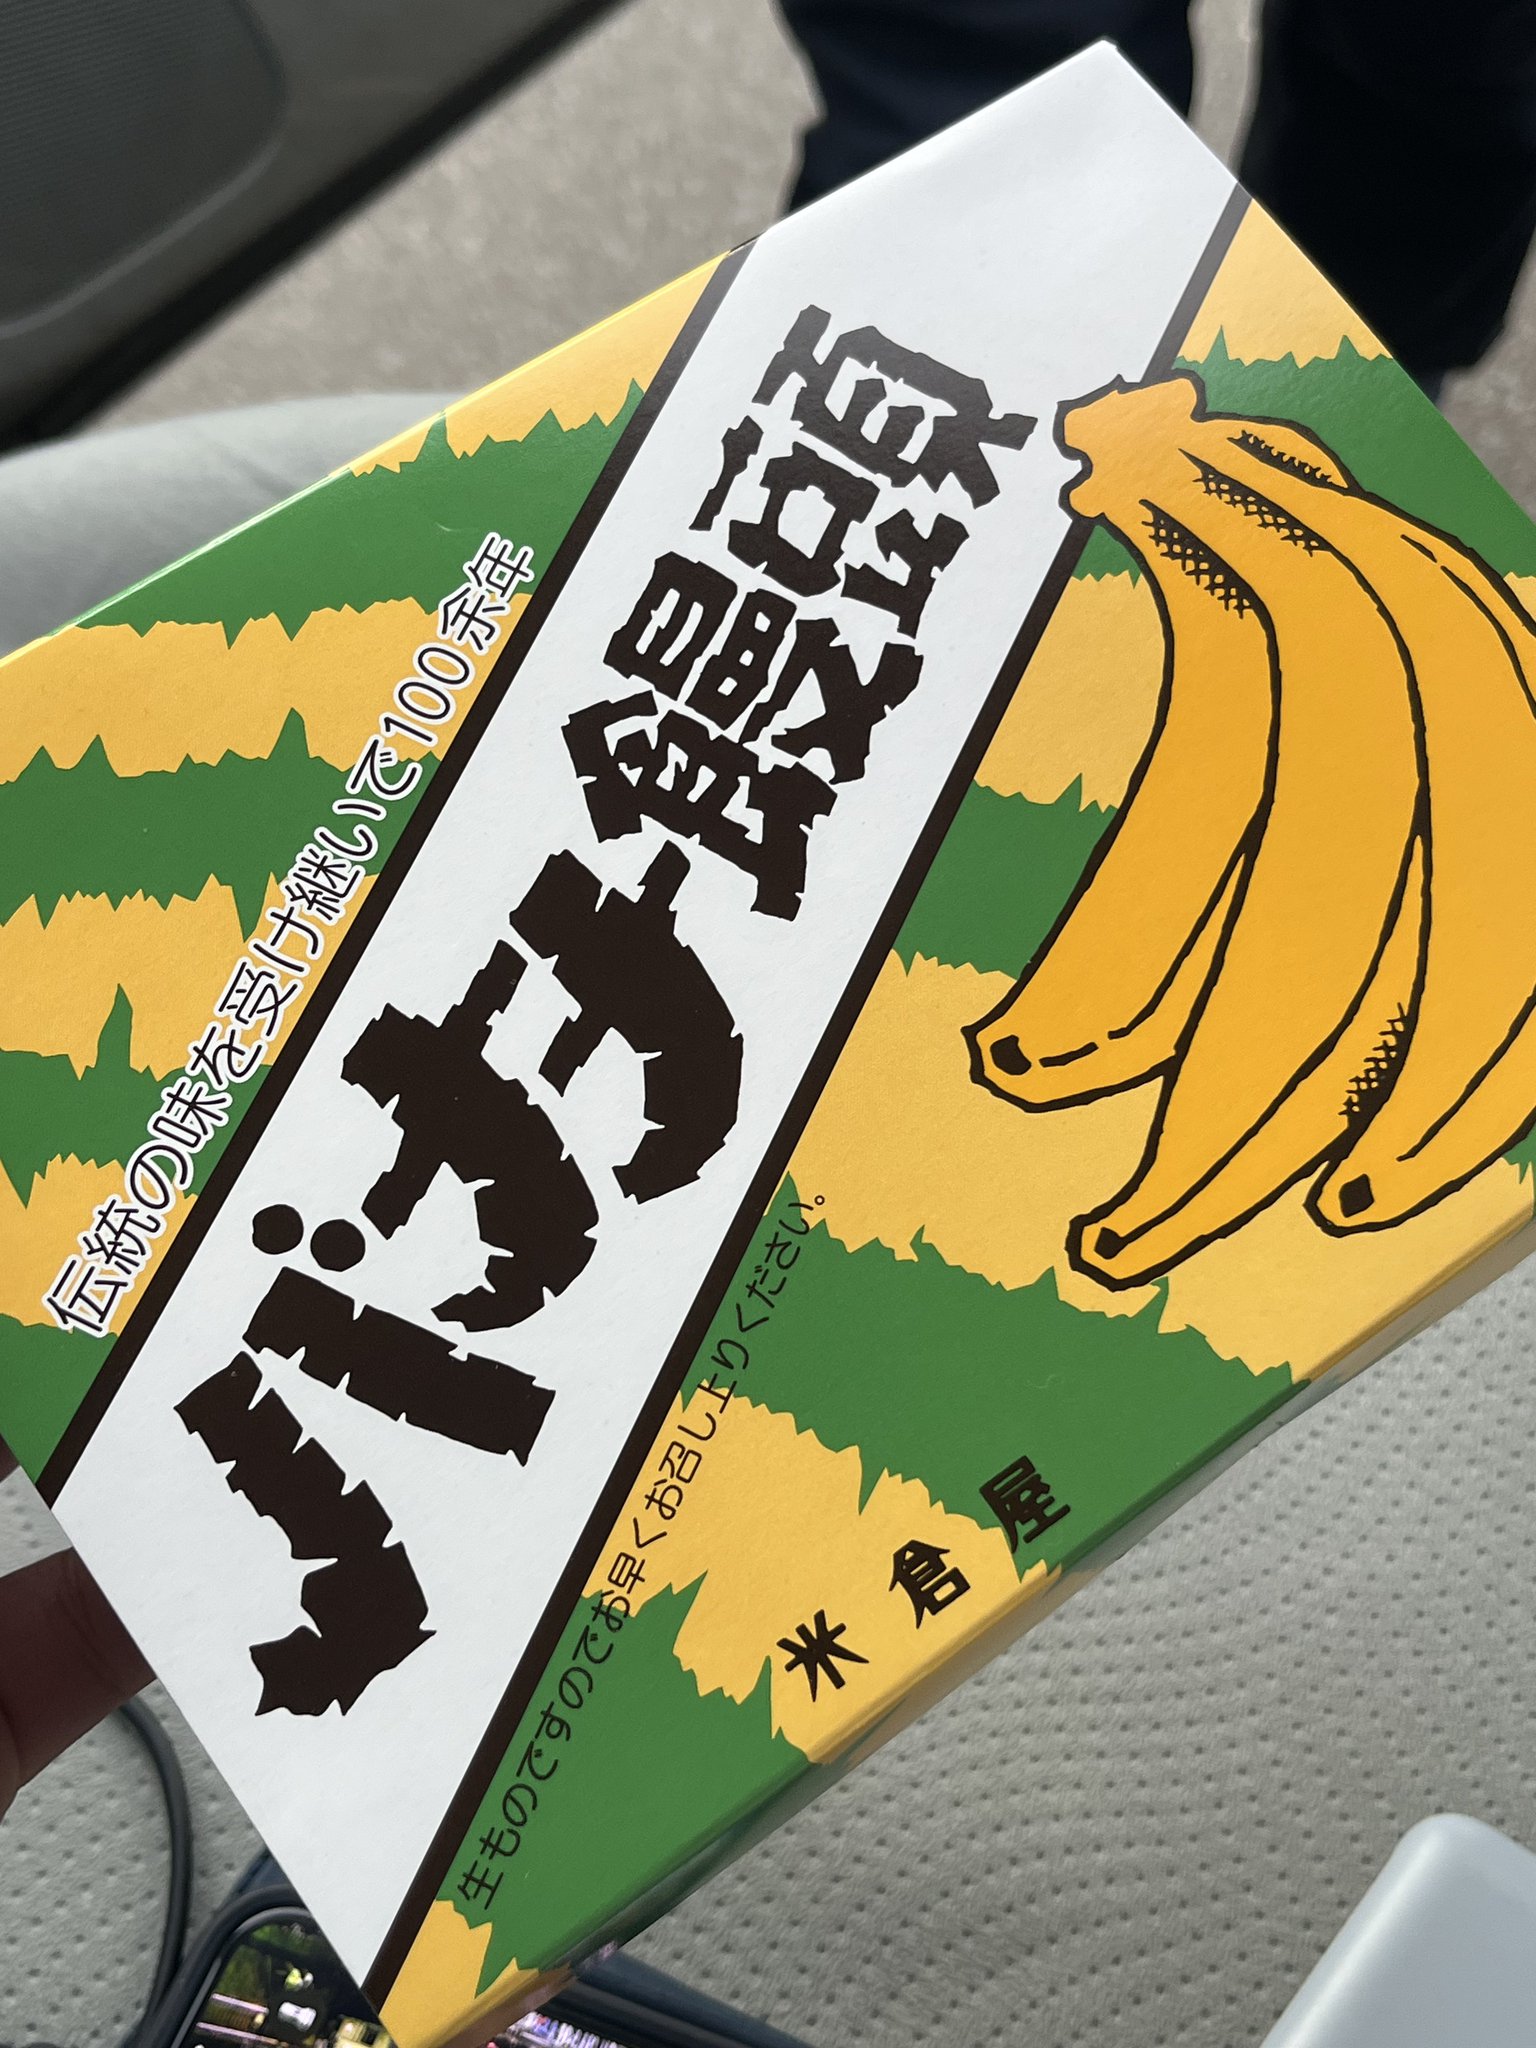 伝統の味を受け継いで100余年
バナナ饅頭
生ものですのでお早くお召し上りください。
米倉屋